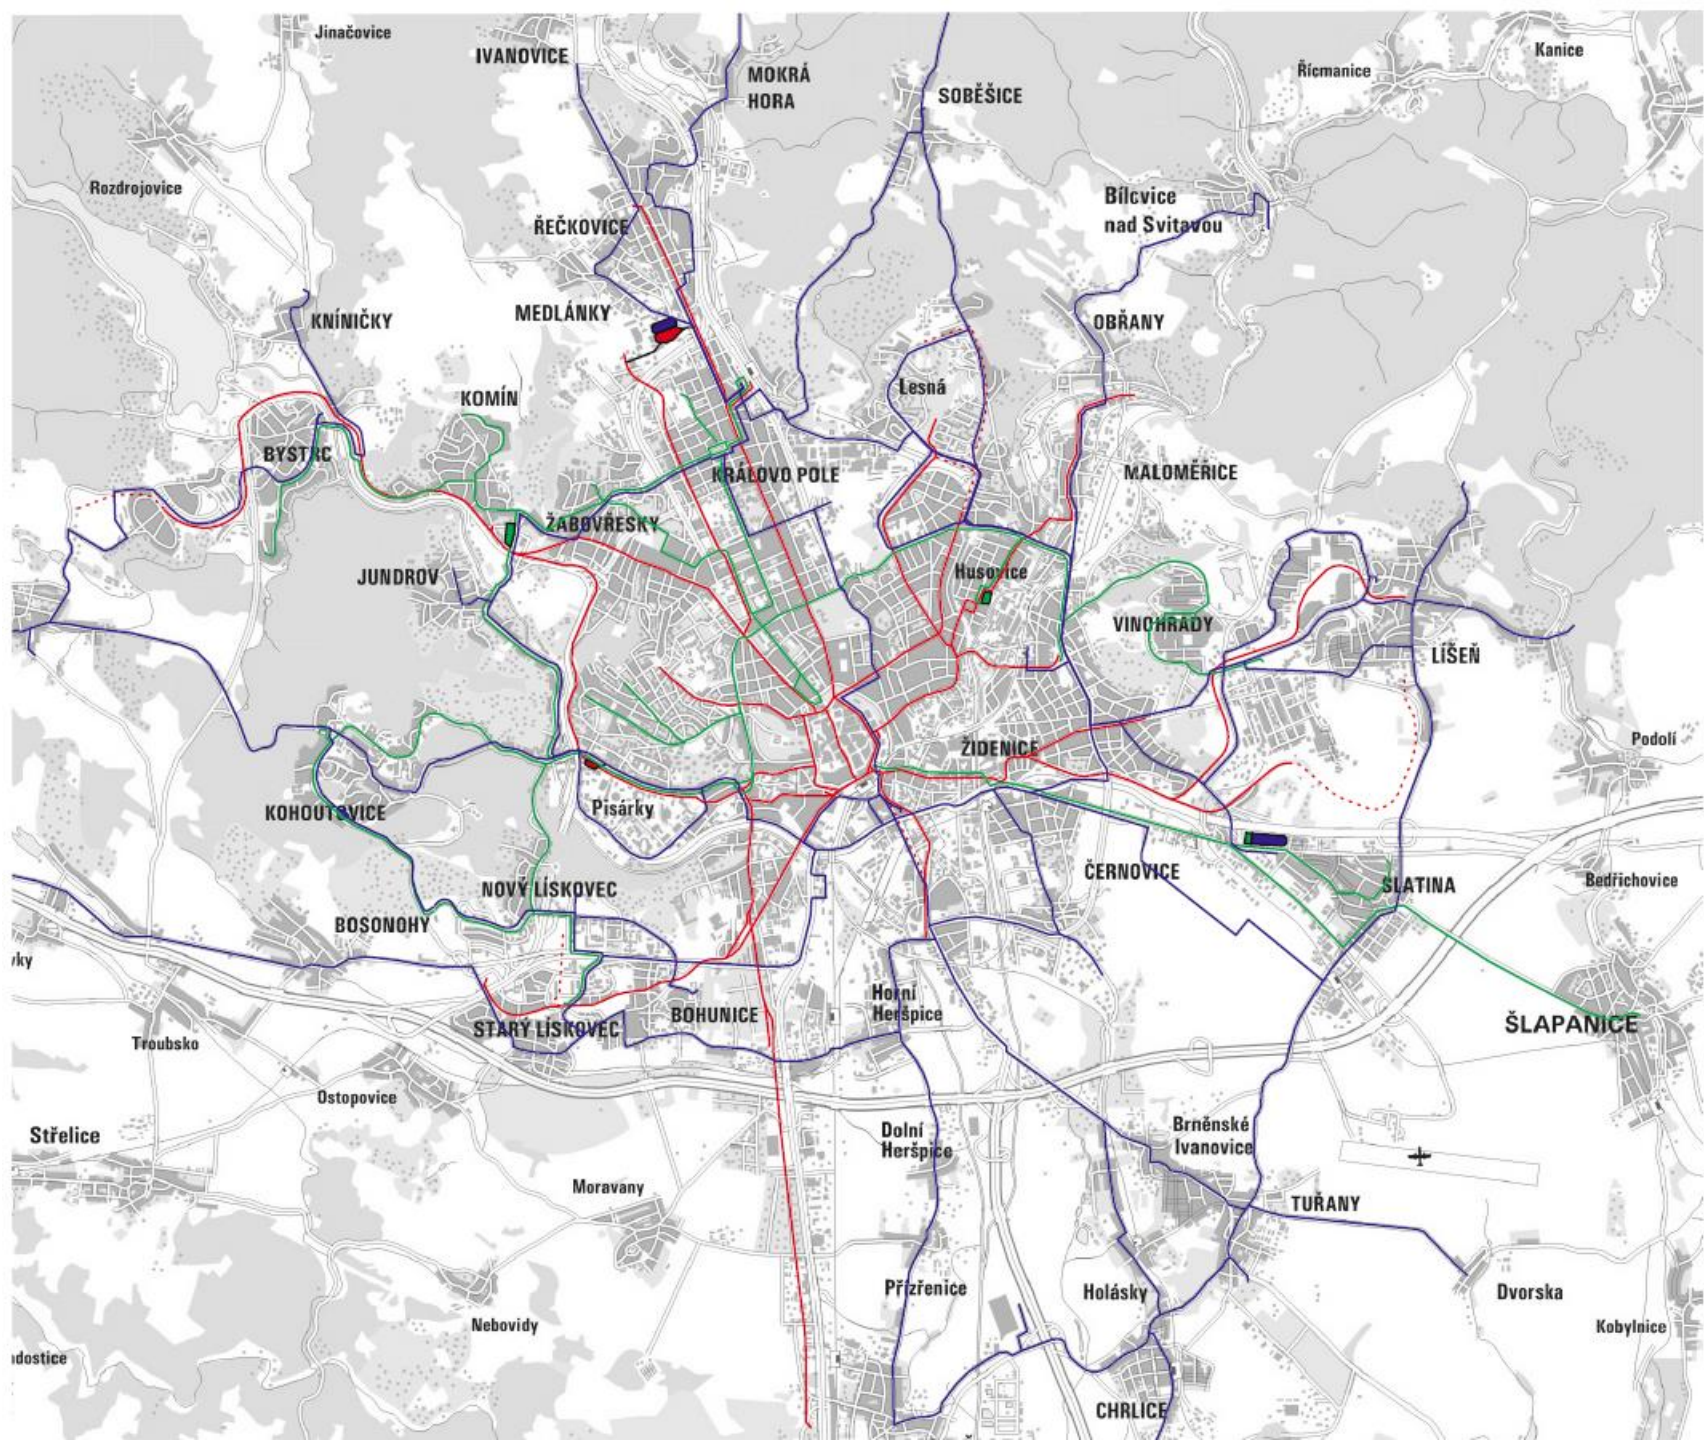 Jinačovice
IVANOVICE
MOKRÁ
HORA
SOBĚŠICE
Řícmanice
Kanice
Rozdrojovice
ŘEČKOVICE
Bílcvice
nad Svitavou
KNÍNIČKY
MEDLÁNKY
OBŘANY
Lesná
KOMÍN
BYSTRC
KRÁLOVO POLE
MALOMĚŘICE
ŽABOVŘESKY
JUNDROV
Husovice
VINOHRADY
LÍŠEŇ
ŽIDENICE
Podolí
KOHOUTOVICE
Pisárky
ČERNOVICE
SLATINA
Bedřichovice
NOVÝ LÍSKOVEC
BOSONOHY
vky
Horní
Heršpice
BOHUNICE
STARÝ LÍSKOVEC
ŠLAPANICE
Troubsko
Ostopovice
Střelice
Dolní
Heršpice
Brněnské
Ivanovice
Moravany
TUŘANY
Přízřenice
Holásky
Dvorska
Nebovidy
Kobylnice
adostice
CHRLICE